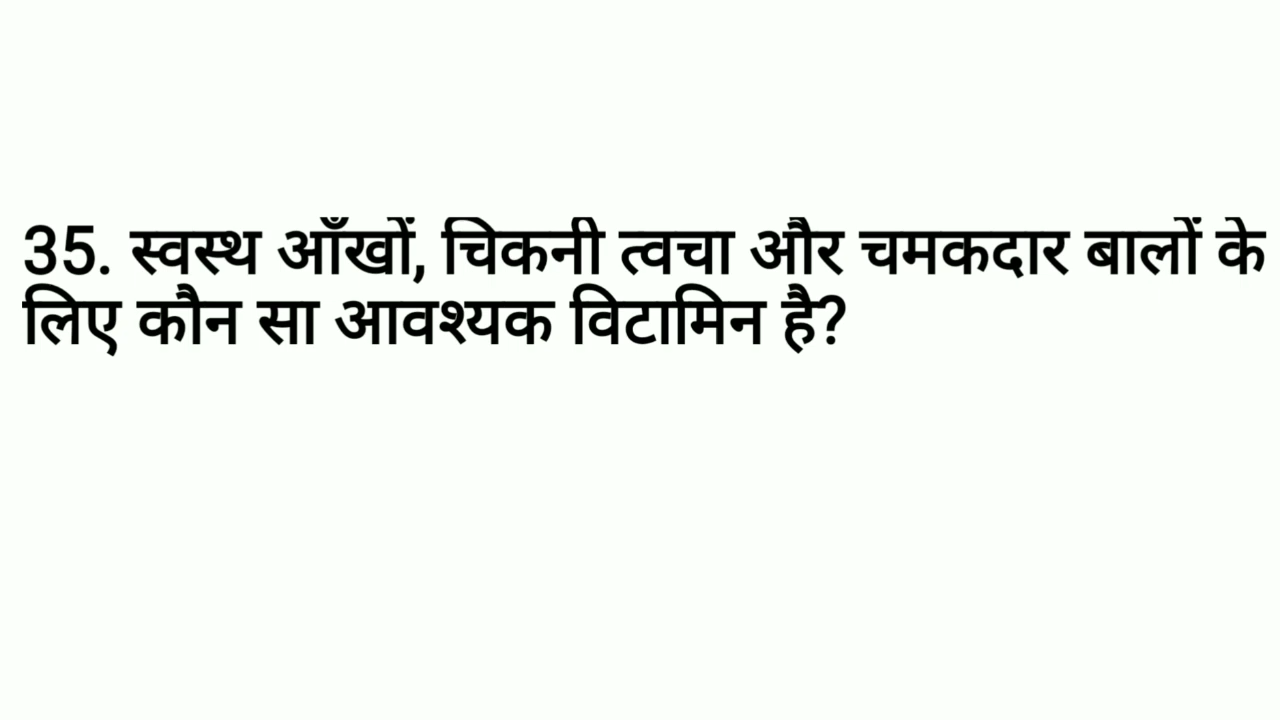 35. स्वस्थ आँखों, चिकनी त्वचा और चमकदार बालों के
लिए कौन सा आवश्यक विटामिन है?